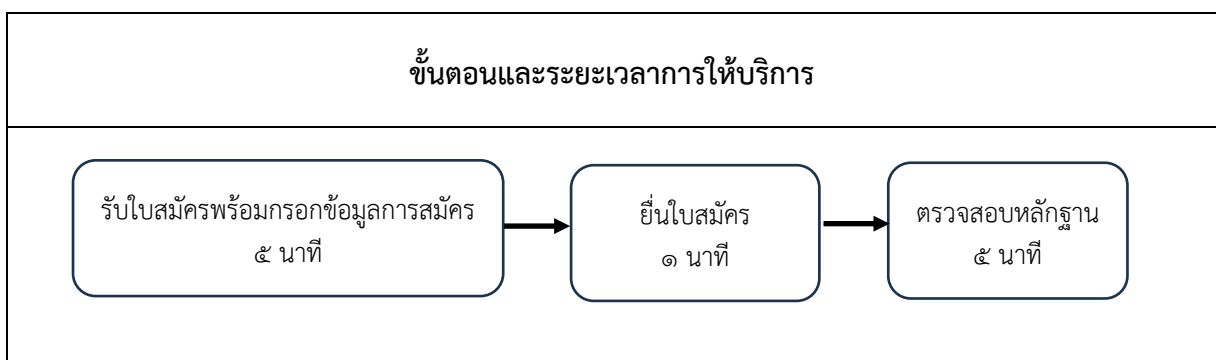 ขั้นตอนและระยะเวลาการให้บริการ
รับใบสมัครพร้อมกรอกข้อมูลการสมัคร
๕ นาที
ยื่นใบสมัคร
๑ นาที
ตรวจสอบหลักฐาน
๕ นาที